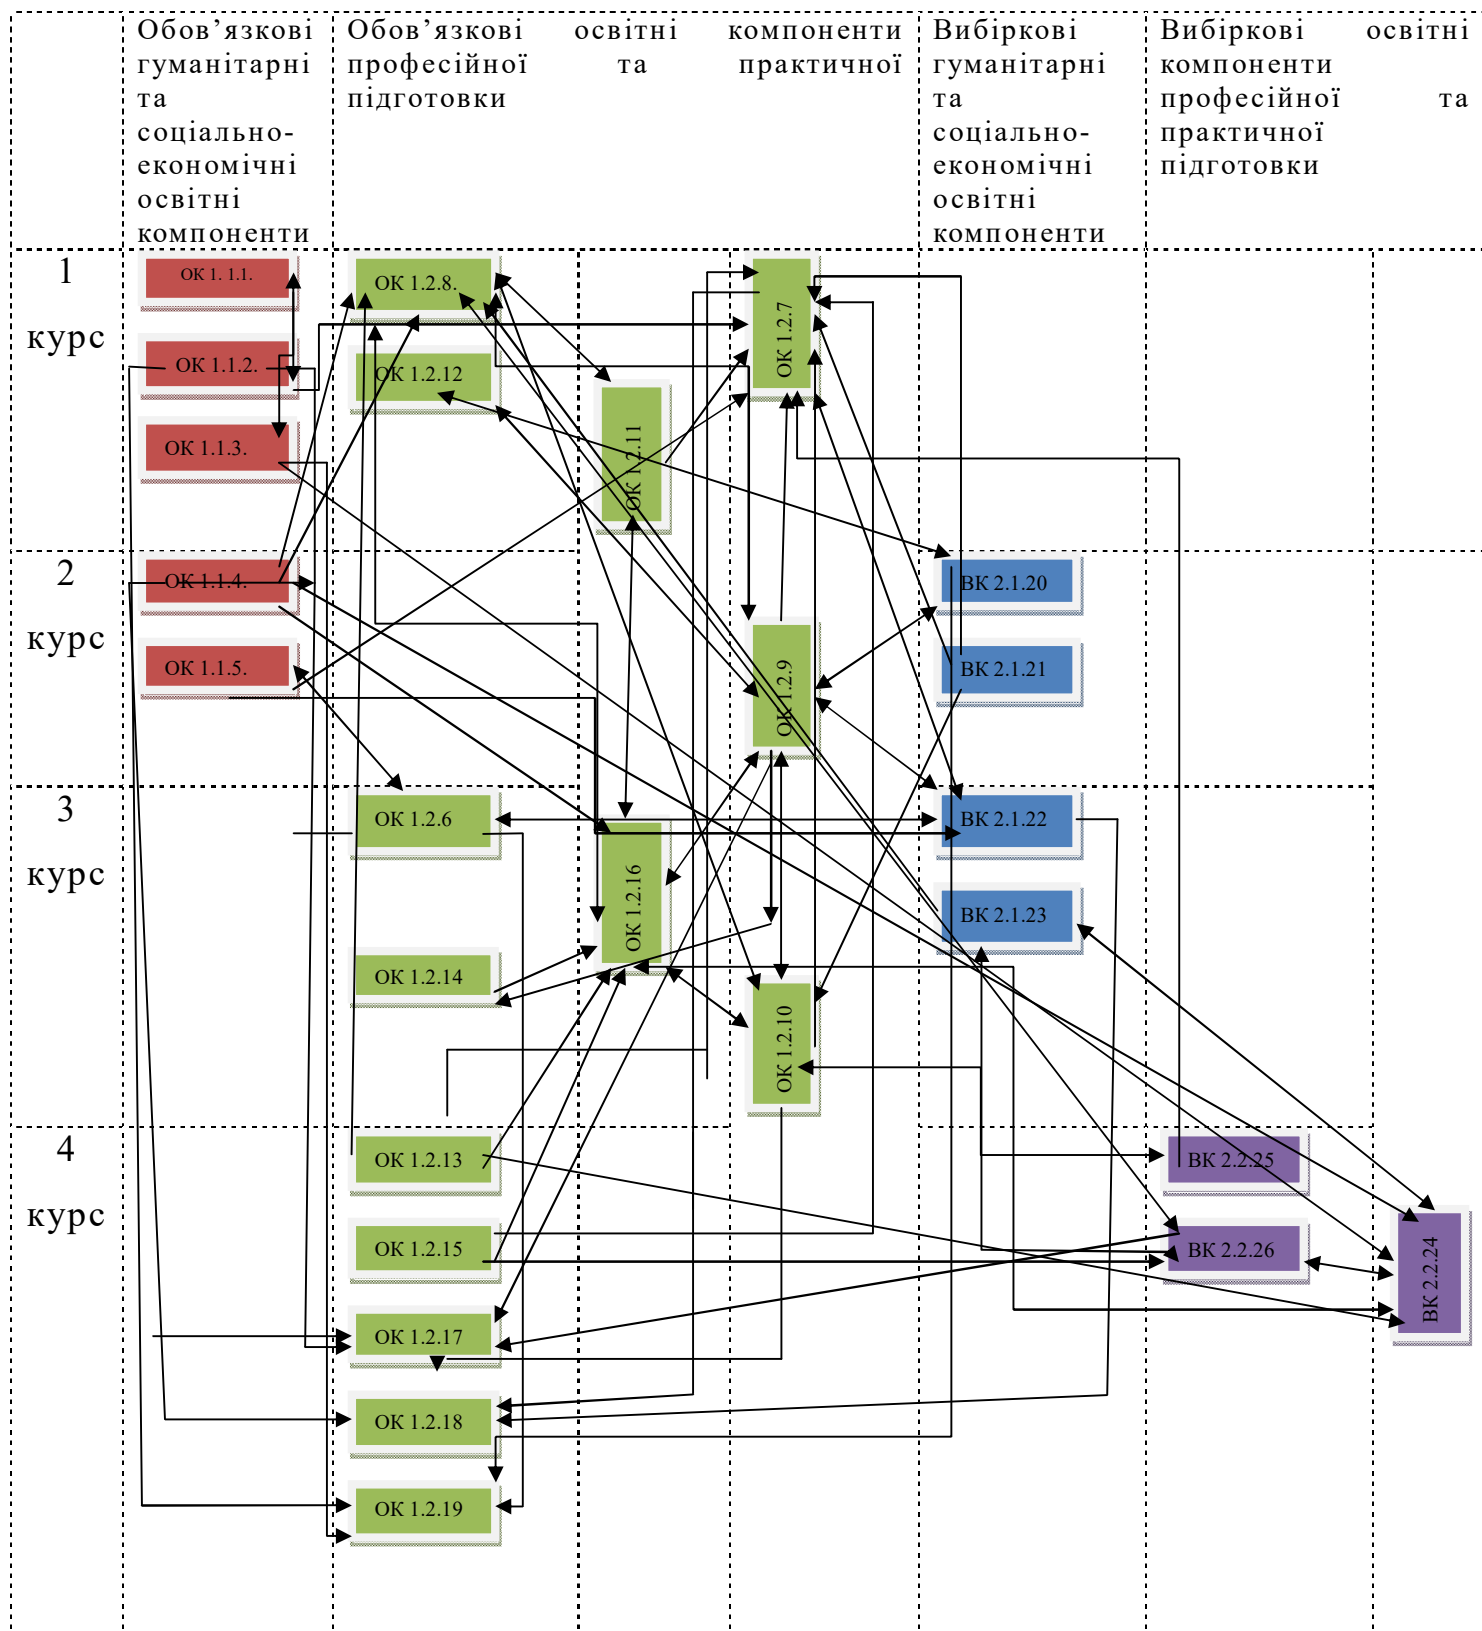 Обов’язкові
гуманітарні
та
соціально-
економічні
освітні
компоненти
Обов’язкові освітні компоненти
професійної та практичної
підготовки
Вибіркові
гуманітарні
та
соціально-
економічні
освітні
компоненти
Вибіркові освітні
компоненти
професійної та
практичної
підготовки
1
курс
ОК 1. 1.1.
ОК 1.1.2.
ОК 1.1.3.
ОК 1.2.8.
ОК 1.2.12
ОК 1.2.11
ОК 1.2.7
2
курс
ОК 1.1.4.
ОК 1.1.5.
ОК 1.2.9
ВК 2.1.20
ВК 2.1.21
3
курс
ОК 1.2.6
ОК 1.2.14
ОК 1.2.16
ОК 1.2.10
ВК 2.1.22
ВК 2.1.23
4
курс
ОК 1.2.13
ОК 1.2.15
ОК 1.2.17
ОК 1.2.18
ОК 1.2.19
ВК 2.2.25
ВК 2.2.26
ВК 2.2.24